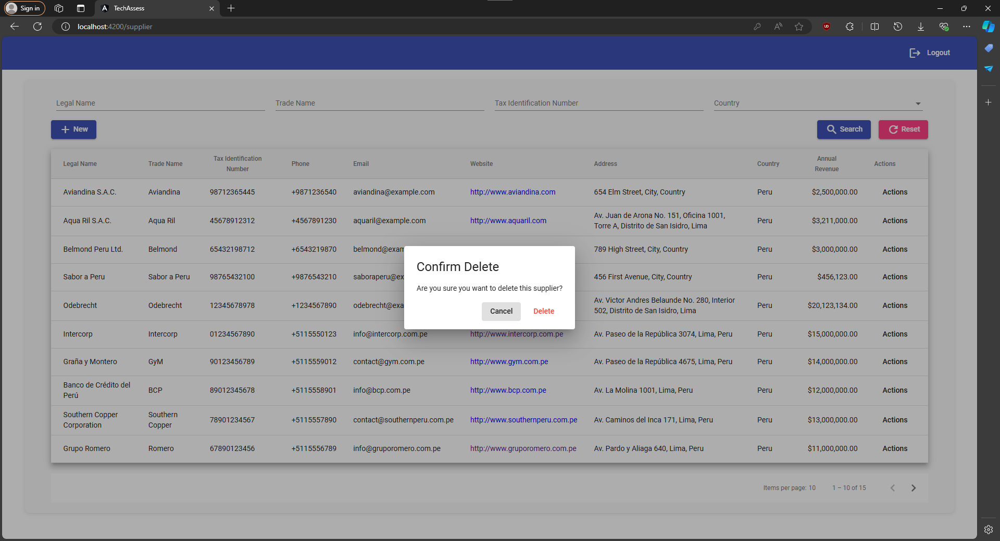 Sign in
TechAssess
localhost:4200/supplier
Logout
Legal Name Trade Name Tax Identification Number Country
New Search Reset
Legal Name Trade Name Tax Identification Number Phone Email Website Address Country Annual Revenue Actions
Aviandina S.A.C. Aviandina 98712365445 +9871236540 aviandina@example.com http://www.aviandina.com 654 Elm Street, City, Country Peru $2,500,000.00 Actions
Aqua Ril S.A.C. Aqua Ril 45678912312 +4567891230 aquaril@example.com http://www.aquaril.com Av. Juan de Arona No. 151, Oficina 1001, Torre A, Distrito de San Isidro, Lima Peru $3,211,000.00 Actions
Belmond Peru Ltd. Belmond 65432198712 +6543219870 belmond@exam 789 High Street, City, Country Peru $3,000,000.00 Actions
Sabor a Peru Sabor a Peru 98765432100 +9876543210 saboraperu@ex 456 First Avenue, City, Country Peru $456,123.00 Actions
Odebrecht Odebrecht 12345678978 +1234567890 odebrecht@exa Av. Victor Andres Belaunde No. 280, Interior 502, Distrito de San Isidro, Lima Peru $20,123,134.00 Actions
Intercorp Intercorp 01234567890 +5115550123 info@intercorp.com.pe http://www.intercorp.com.pe Av. Paseo de la República 3074, Lima, Peru Peru $15,000,000.00 Actions
Graña y Montero GyM 90123456789 +5115559012 contact@gym.com.pe http://www.gym.com.pe Av. Paseo de la República 4675, Lima, Peru Peru $14,000,000.00 Actions
Banco de Crédito del Perú BCP 89012345678 +5115558901 info@bcp.com.pe http://www.bcp.com.pe Av. La Molina 1001, Lima, Peru Peru $12,000,000.00 Actions
Southern Copper Corporation Southern Copper 78901234567 +5115557890 contact@southernperu.com.pe http://www.southernperu.com.pe Av. Caminos del Inca 171, Lima, Peru Peru $13,000,000.00 Actions
Grupo Romero Romero 67890123456 +5115556789 info@gruporomero.com.pe http://www.gruporomero.com.pe Av. Pardo y Aliaga 640, Lima, Peru Peru $11,000,000.00 Actions
Confirm Delete
Are you sure you want to delete this supplier?
Cancel Delete
Items per page: 10 1 – 10 of 15